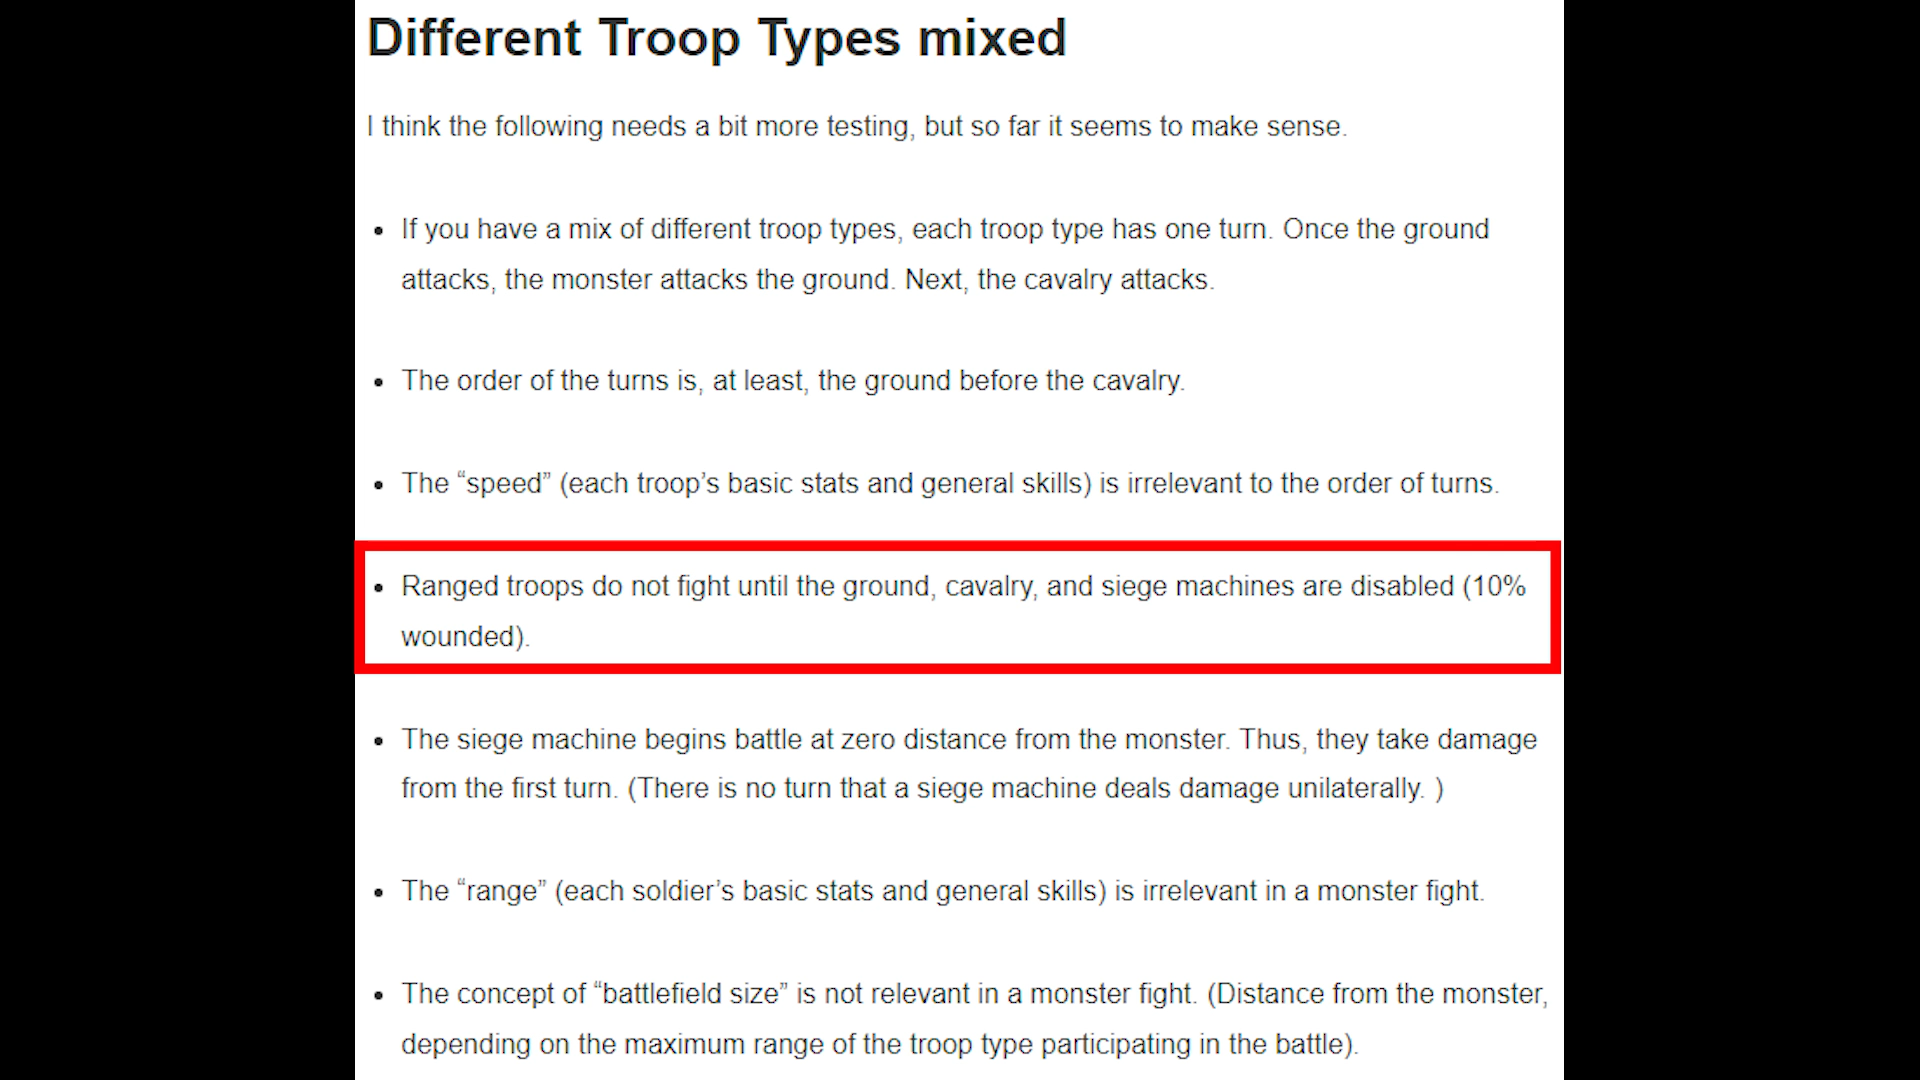 Different Troop Types mixed
I think the following needs a bit more testing, but so far it seems to make sense.
• If you have a mix of different troop types, each troop type has one turn. Once the ground
attacks, the monster attacks the ground. Next, the cavalry attacks.
• The order of the turns is, at least, the ground before the cavalry.
• The “speed” (each troop’s basic stats and general skills) is irrelevant to the order of turns.
• Ranged troops do not fight until the ground, cavalry, and siege machines are disabled (10%
wounded).
• The siege machine begins battle at zero distance from the monster. Thus, they take damage
from the first turn. (There is no turn that a siege machine deals damage unilaterally. )
• The “range” (each soldier’s basic stats and general skills) is irrelevant in a monster fight.
• The concept of “battlefield size” is not relevant in a monster fight. (Distance from the monster,
depending on the maximum range of the troop type participating in the battle).